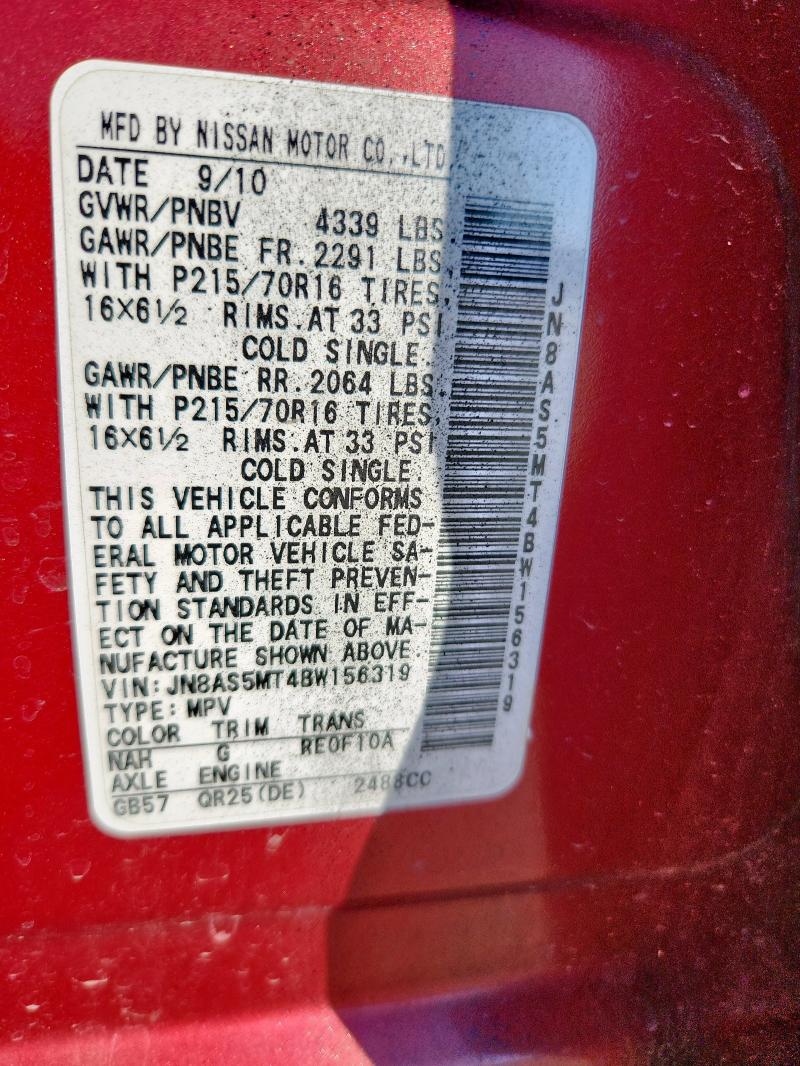 MFD BY NISSAN MOTOR CO.,LTD.
DATE 9/10
GVWR/PNBV 4339 LBS
GAWR/PNBE FR.2291 LBS
WITH P215/70R16 TIRES,
16X6 1/2 RIMS.AT 33 PSI
COLD SINGLE.
GAWR/PNBE RR.2064 LBS
WITH P215/70R16 TIRES,
16X6 1/2 RIMS.AT 33 PSI
COLD SINGLE.
THIS VEHICLE CONFORMS
TO ALL APPLICABLE FED-
ERAL MOTOR VEHICLE SA-
FETY AND THEFT PREVEN-
TION STANDARDS IN EFF-
ECT ON THE DATE OF MA-
NUFACTURE SHOWN ABOVE.
VIN:JN8AS5MT4BW156319
TYPE:MPV
COLOR TRIM TRANS
NAH G RE0F10A
AXLE ENGINE
GB57 QR25(DE) 2488CC
JN8AS5MT4BW156319